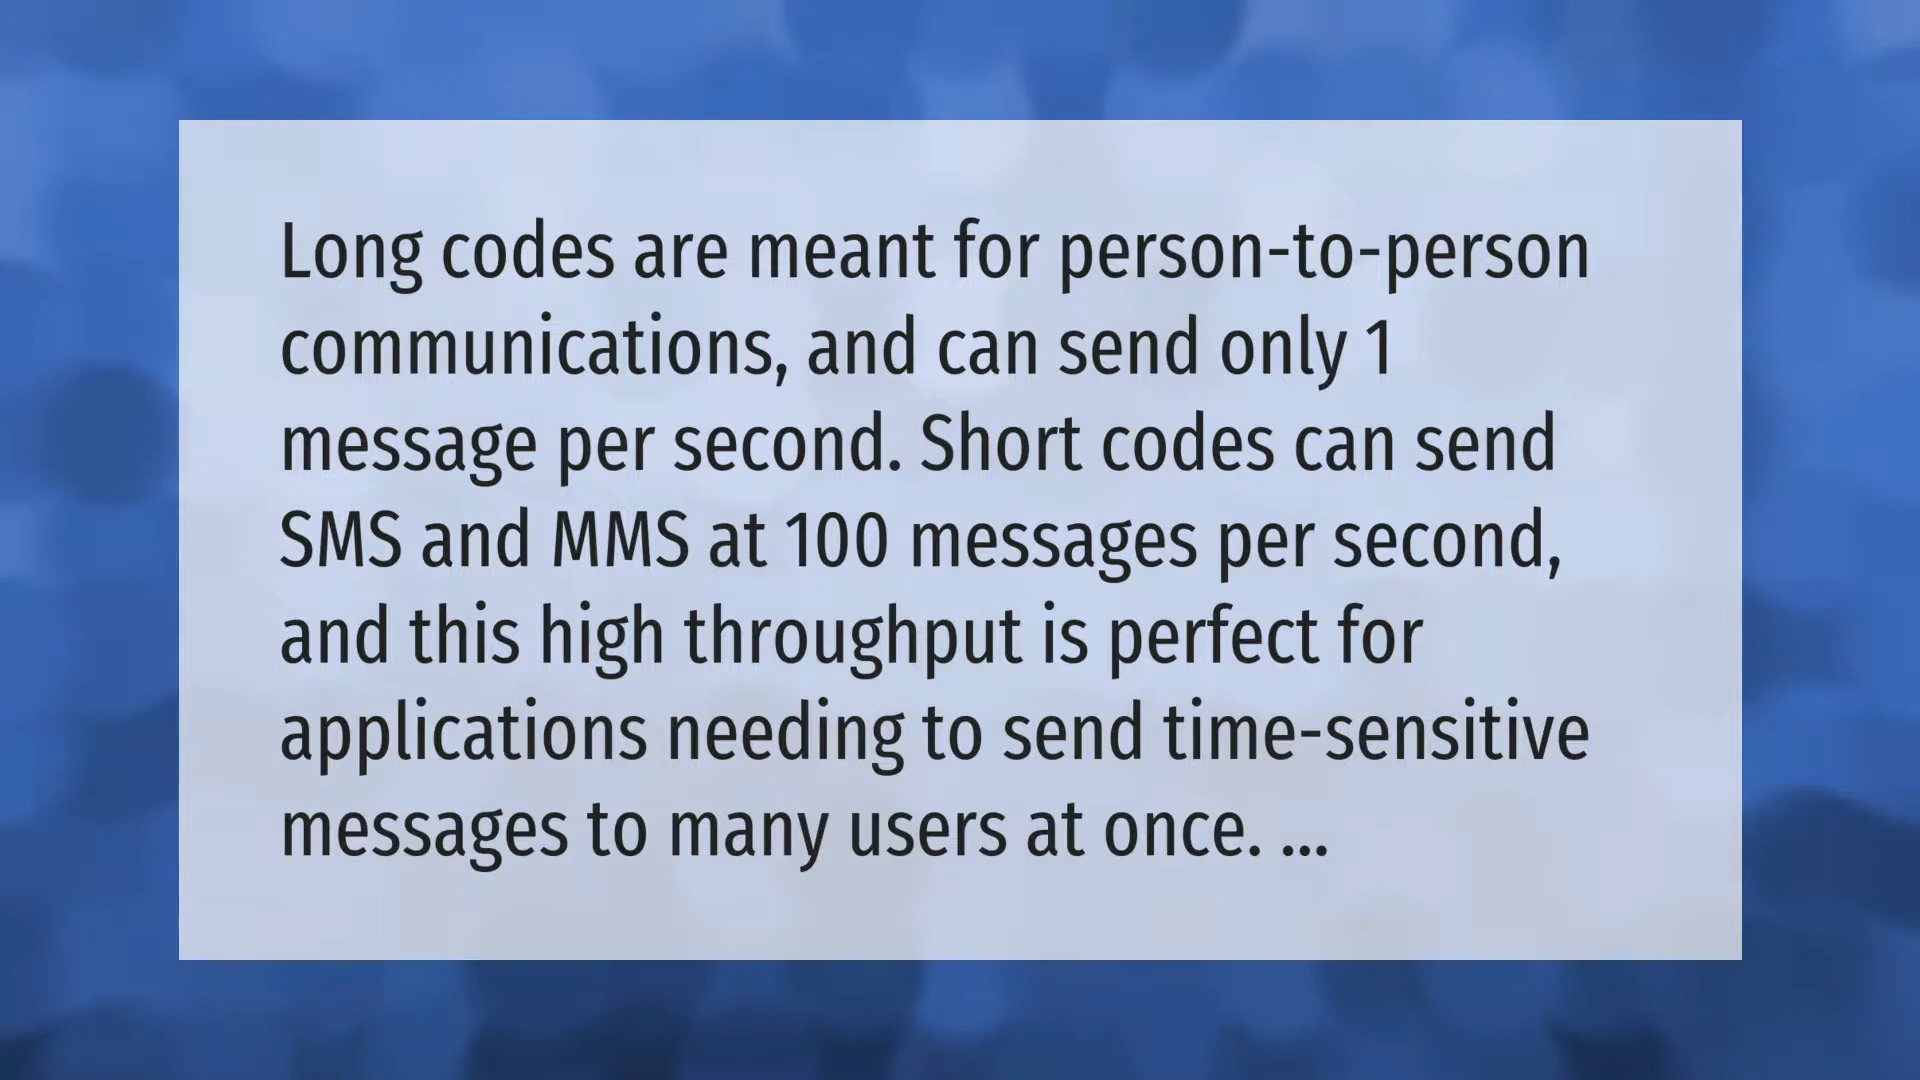 Long codes are meant for person-to-person
communications, and can send only 1
message per second. Short codes can send
SMS and MMS at 100 messages per second,
and this high throughput is perfect for
applications needing to send time-sensitive
messages to many users at once. ...